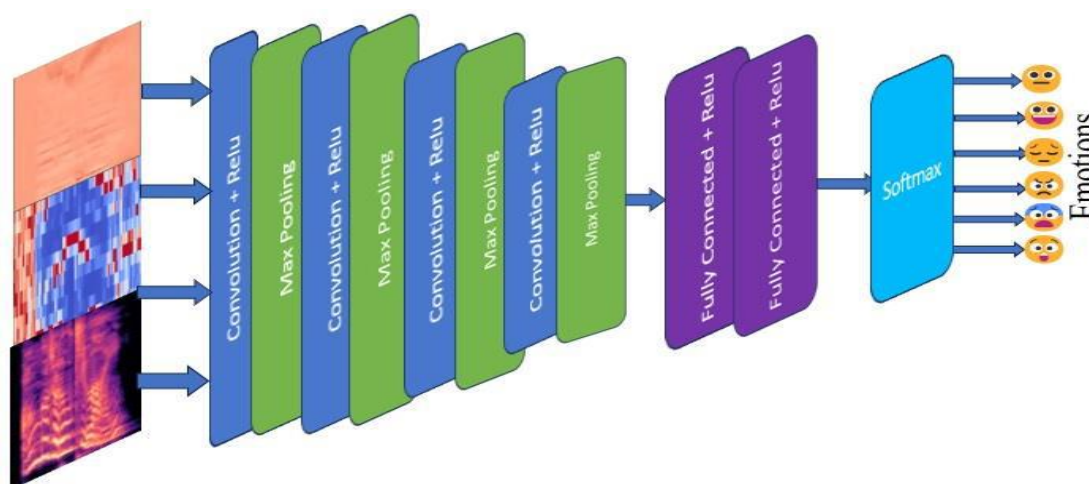 Convolution + Relu
Max Pooling
Convolution + Relu
Max Pooling
Convolution + Relu
Max Pooling
Convolution + Relu
Max Pooling
Fully Connected + Relu
Fully Connected + Relu
Softmax
Emotions